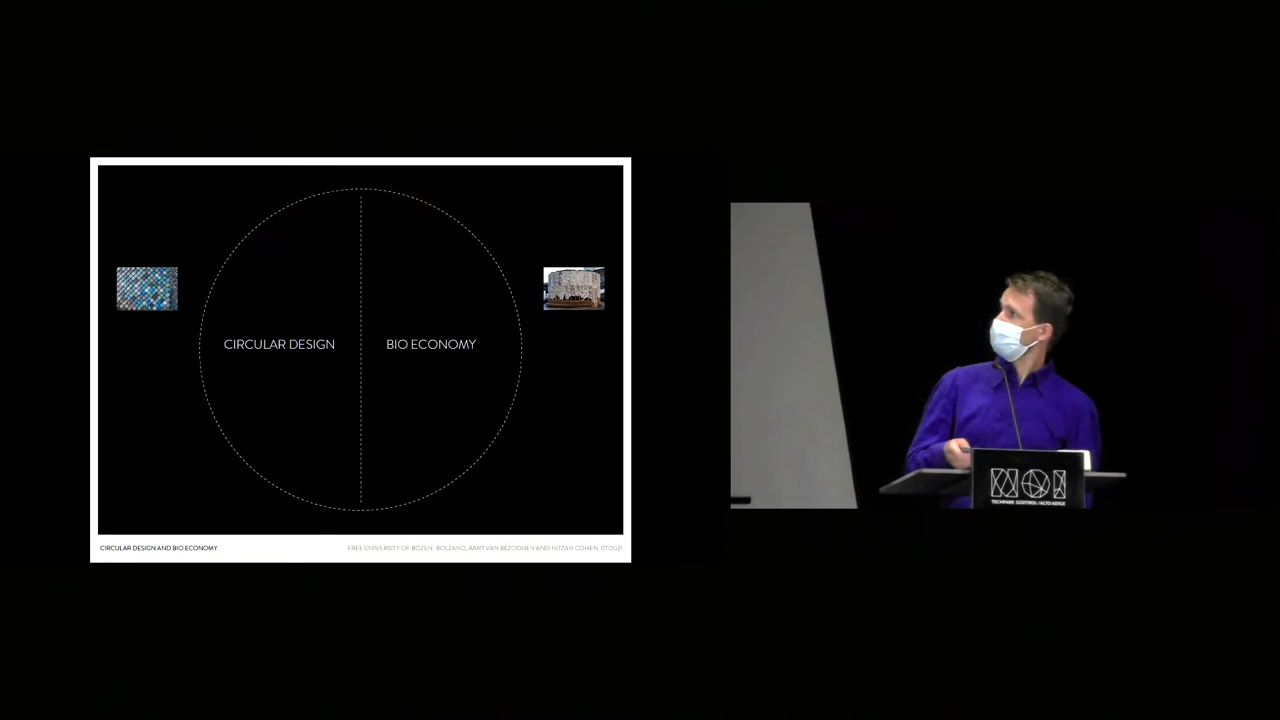 CIRCULAR DESIGN
BIO ECONOMY
CIRCULAR DESIGN AND BIO ECONOMY
FREE UNIVERSITY OF BOZEN- BOLZANO, AART VAN BEZOOIJEN AND NITZAN COHEN, 07/2021
NOI
TECHPARK SÜDTIROL / ALTO ADIGE